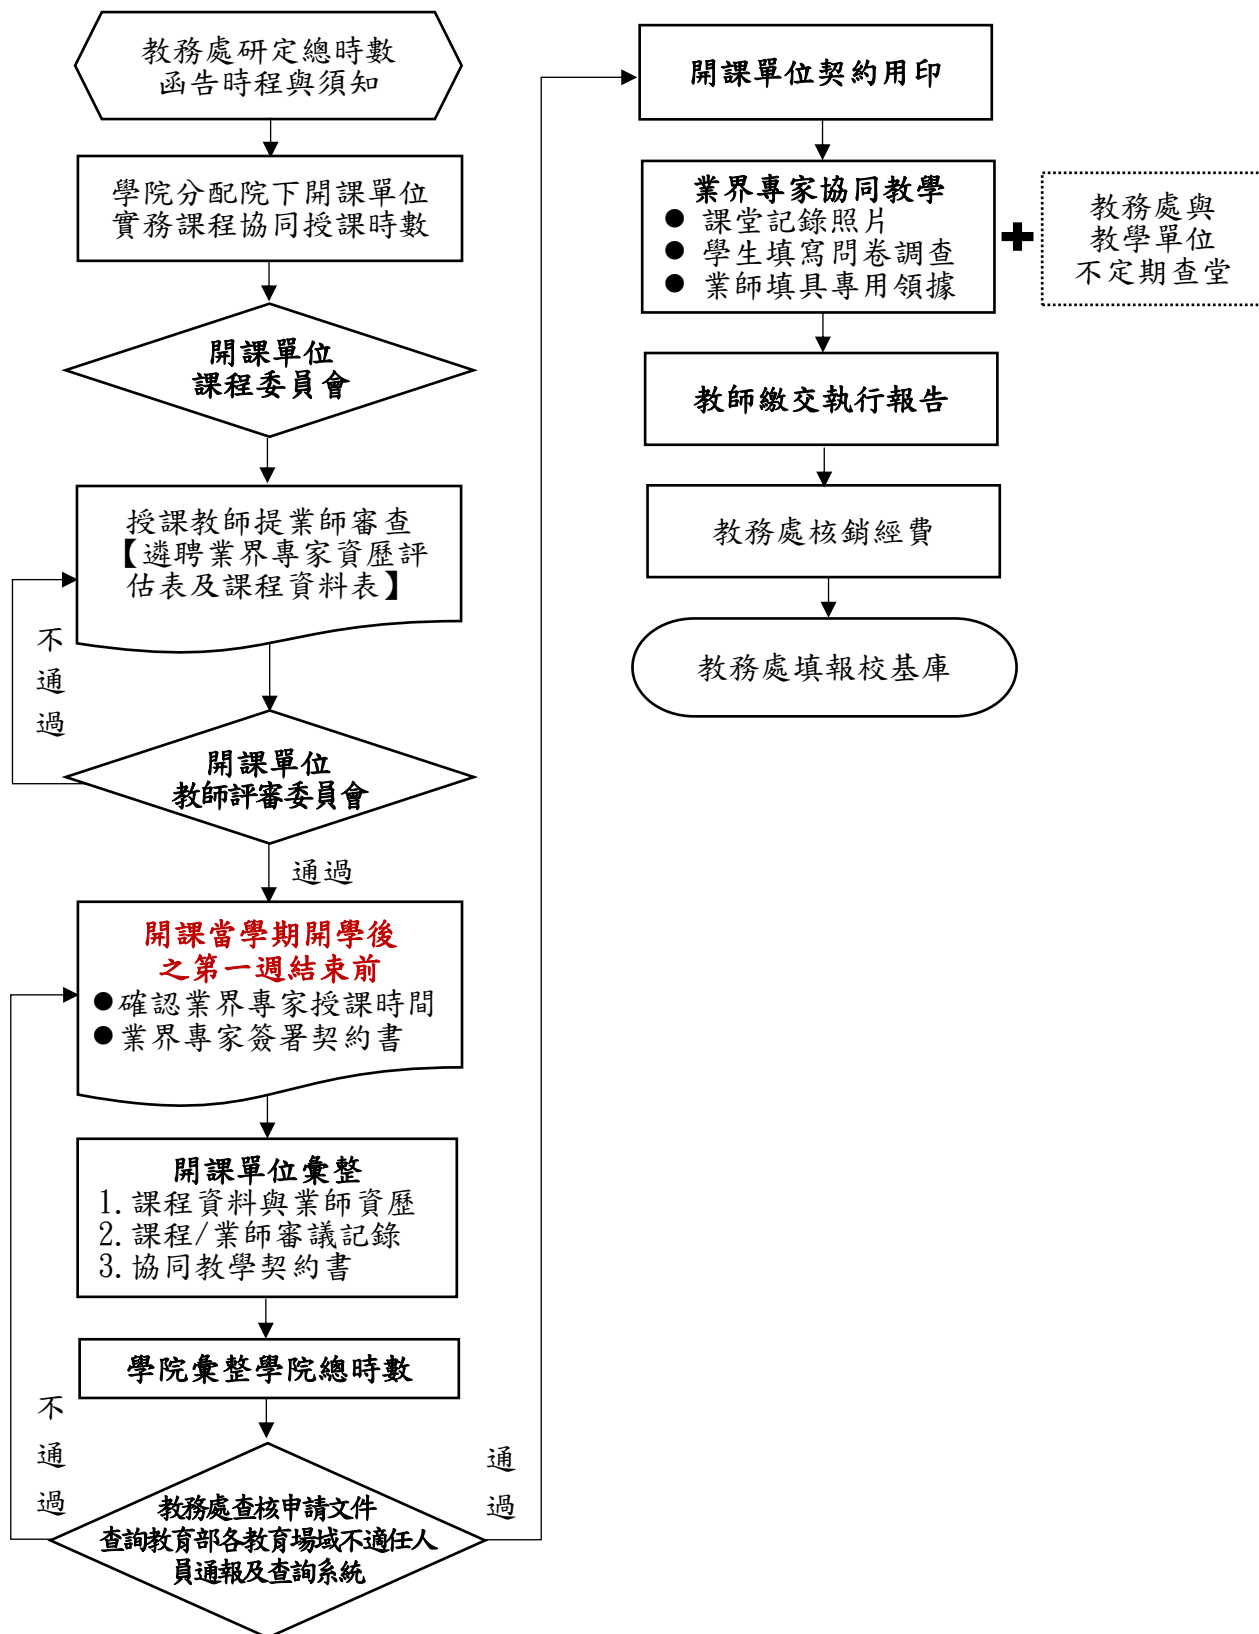 教務處研定總時數
函告時程與須知
學院分配院下開課單位
實務課程協同授課時數
開課單位
課程委員會
授課教師提業師審查
【遴聘業界專家資歷評
估表及課程資料表】
不
通
過
開課單位
教師評審委員會
通過
開課當學期開學後
之第一週結束前
●確認業界專家授課時間
●業界專家簽署契約書
開課單位彙整
1. 課程資料與業師資歷
2. 課程/業師審議記錄
3. 協同教學契約書
學院彙整學院總時數
不
通
過
教務處查核申請文件
查詢教育部各教育場域不適任人
員通報及查詢系統
通
過
開課單位契約用印
業界專家協同教學
● 課堂記錄照片
● 學生填寫問卷調查
● 業師填具專用領據
教務處與
教學單位
不定期查堂
教師繳交執行報告
教務處核銷經費
教務處填報校基庫